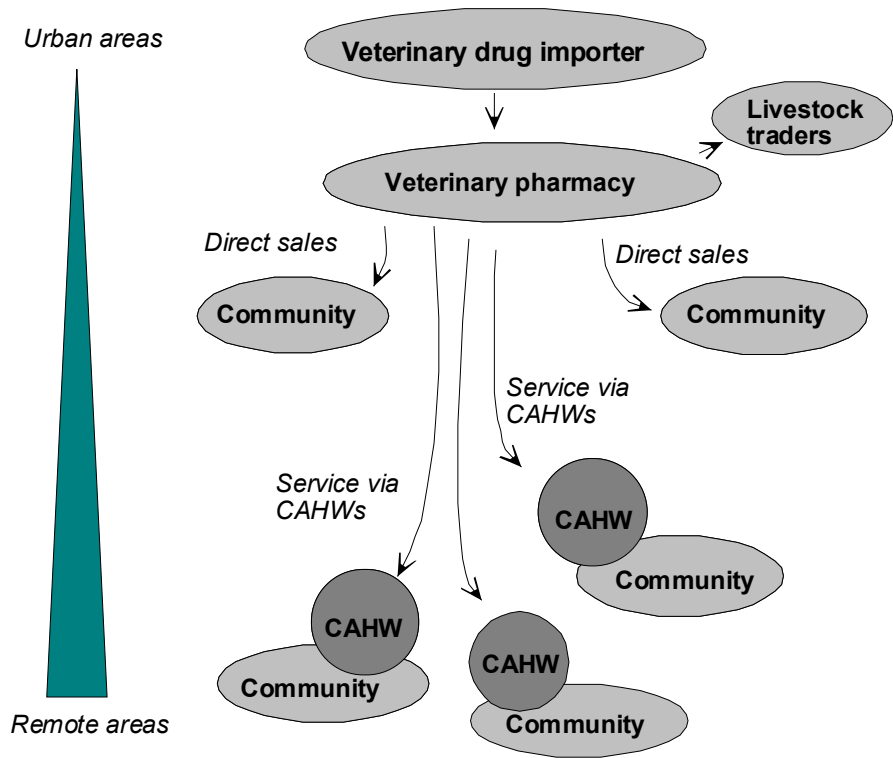 Urban areas
Veterinary drug importer
Livestock
traders
Veterinary pharmacy
Direct sales
Direct sales
Community
Community
Service via
CAHWs
Service via
CAHWs
CAHW
Community
CAHW
Community
CAHW
Community
Remote areas